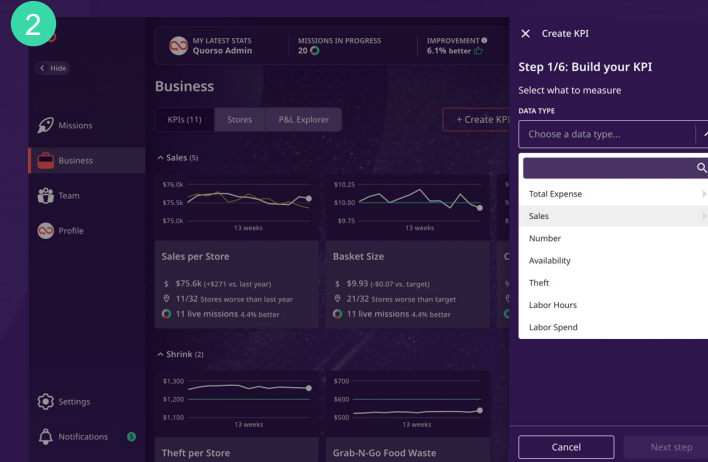 2
MY LATEST STATS
Quorso Admin
MISSIONS IN PROGRESS
20
IMPROVEMENT
6.1% better
Hide
Business
KPIs (11)
Stores
P&L Explorer
+ Create KPI
Missions
Business
Team
Profile
Settings
Notifications
5
Sales (5)
$76.0k
$75.5k
$75.0k
13 weeks
$10.25
$10.00
$9.75
13 weeks
Sales per Store
$ $75.6k (+$271 vs. last year)
11/32 Stores worse than last year
11 live missions 4.4% better
Basket Size
$ $9.93 (-$0.07 vs. target)
21/32 Stores worse than target
11 live missions 4.4% better
Shrink (2)
$1,300
$1,200
$1,100
13 weeks
$700
$600
$500
13 weeks
Theft per Store
Grab-N-Go Food Waste
Create KPI
Step 1/6: Build your KPI
Select what to measure
DATA TYPE
Choose a data type...
Total Expense
Sales
Number
Availability
Theft
Labor Hours
Labor Spend
Cancel
Next step